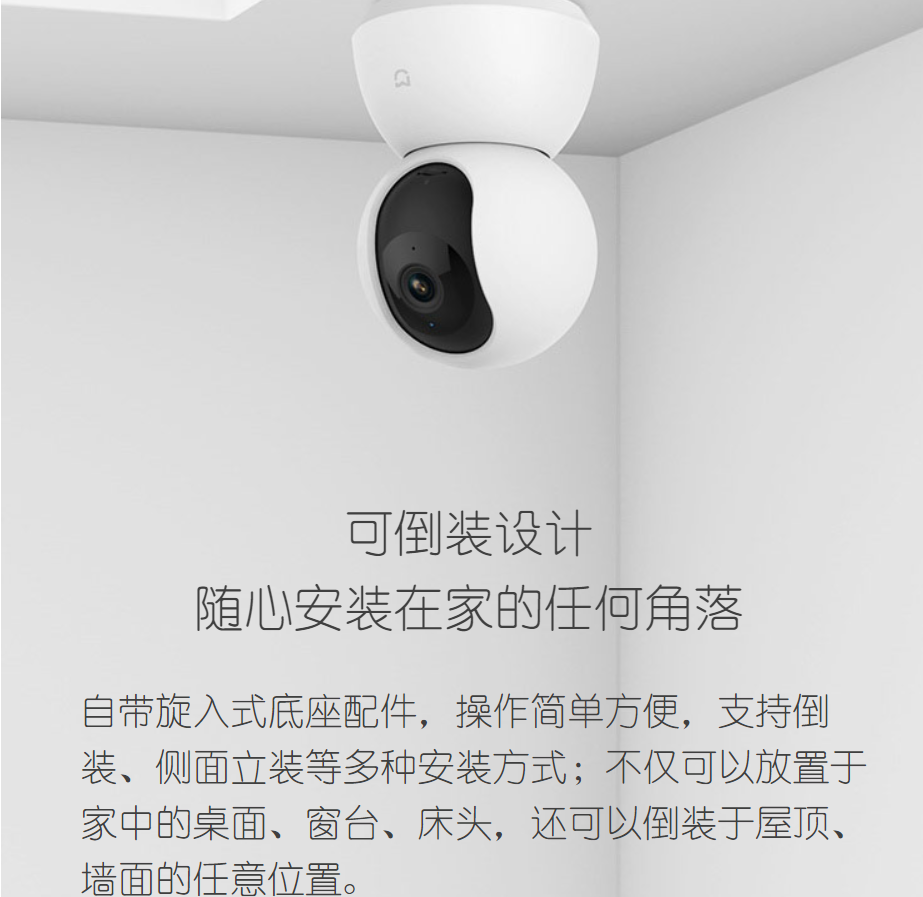 可倒装设计
随心安装在家的任何角落
自带旋入式底座配件，操作简单方便，支持倒
装、侧面立装等多种安装方式；不仅可以放置于
家中的桌面、窗台、床头，还可以倒装于屋顶、
墙面的任意位置。